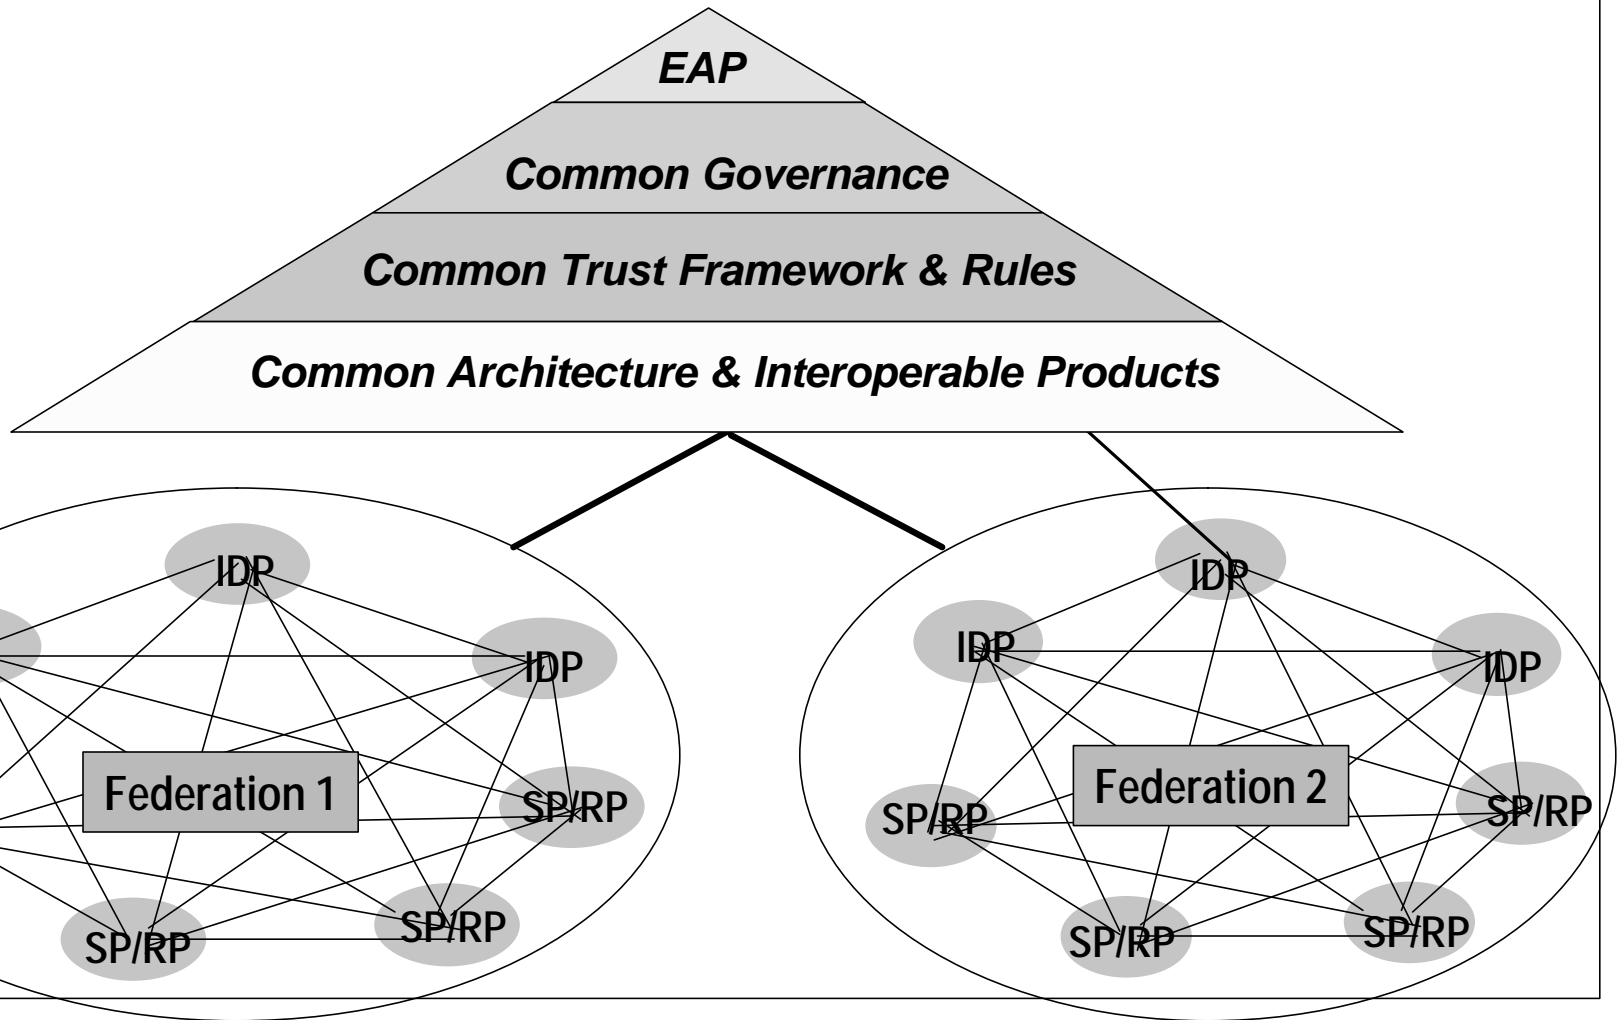 EAP
Common Governance
Common Trust Framework & Rules
Common Architecture & Interoperable Products
IDP
IDP
Federation 1
SP/RP
SP/RP
SP/RP
IDP
IDP
IDP
SP/RP
Federation 2
SP/RP
SP/RP
SP/RP